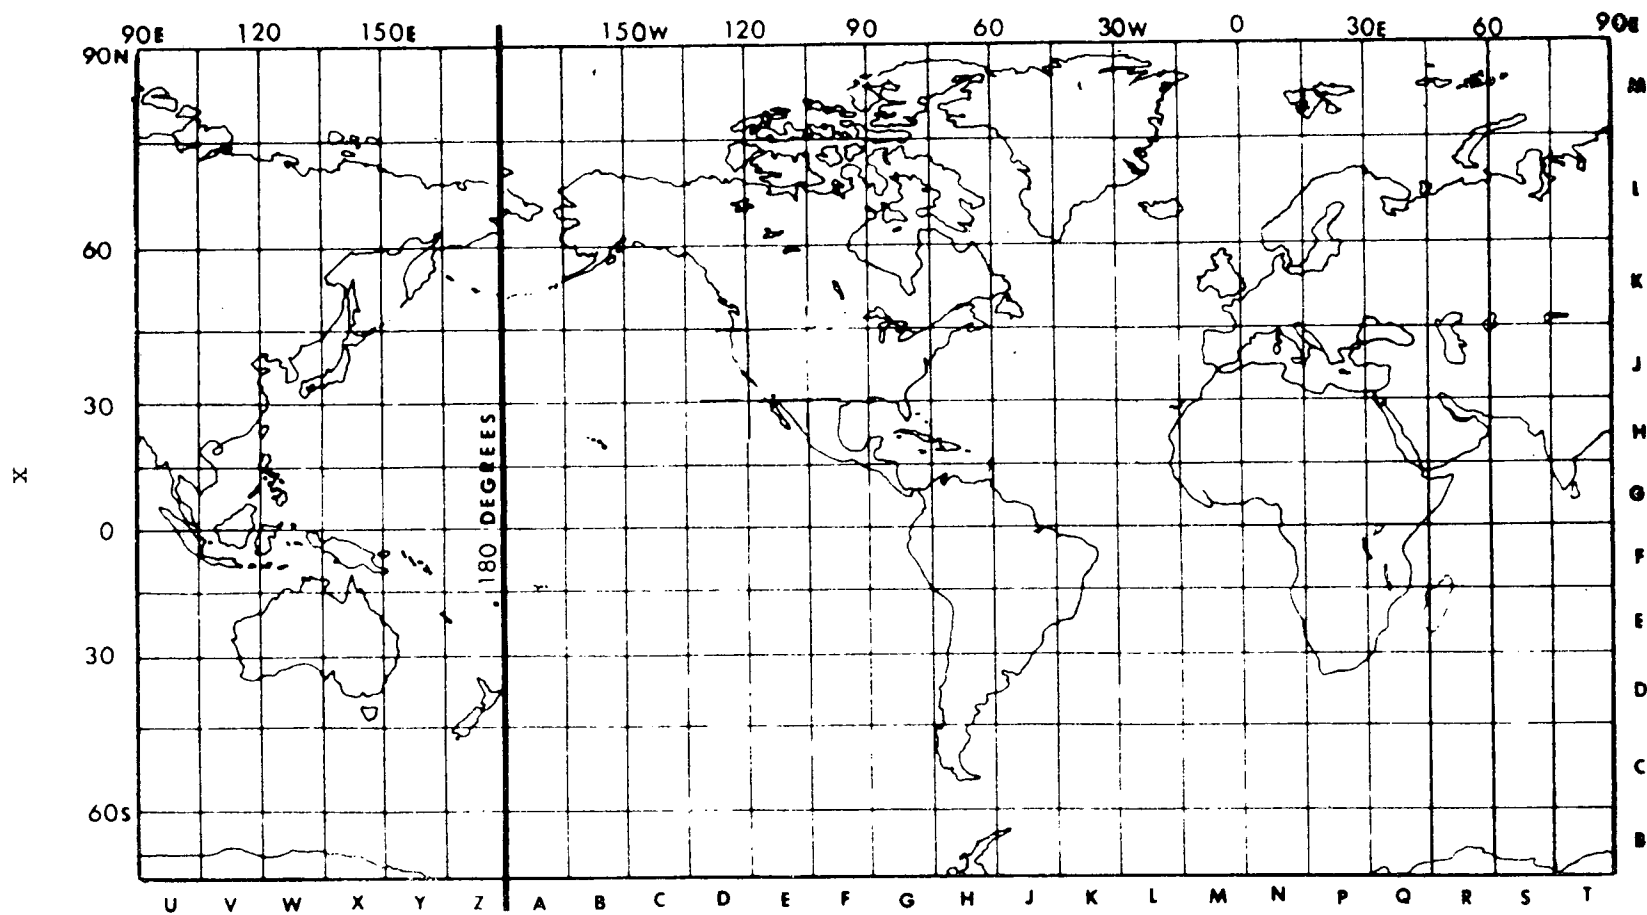 90E 120 150E 150W 120 90 60 30W 0 30E 60 90E
90N
M
I
60
K
J
30
H
X
G
0
F
180 DEGREES
E
30
D
C
60S
B
U V W X Y Z A B C D E F G H J K L M N P Q R S T